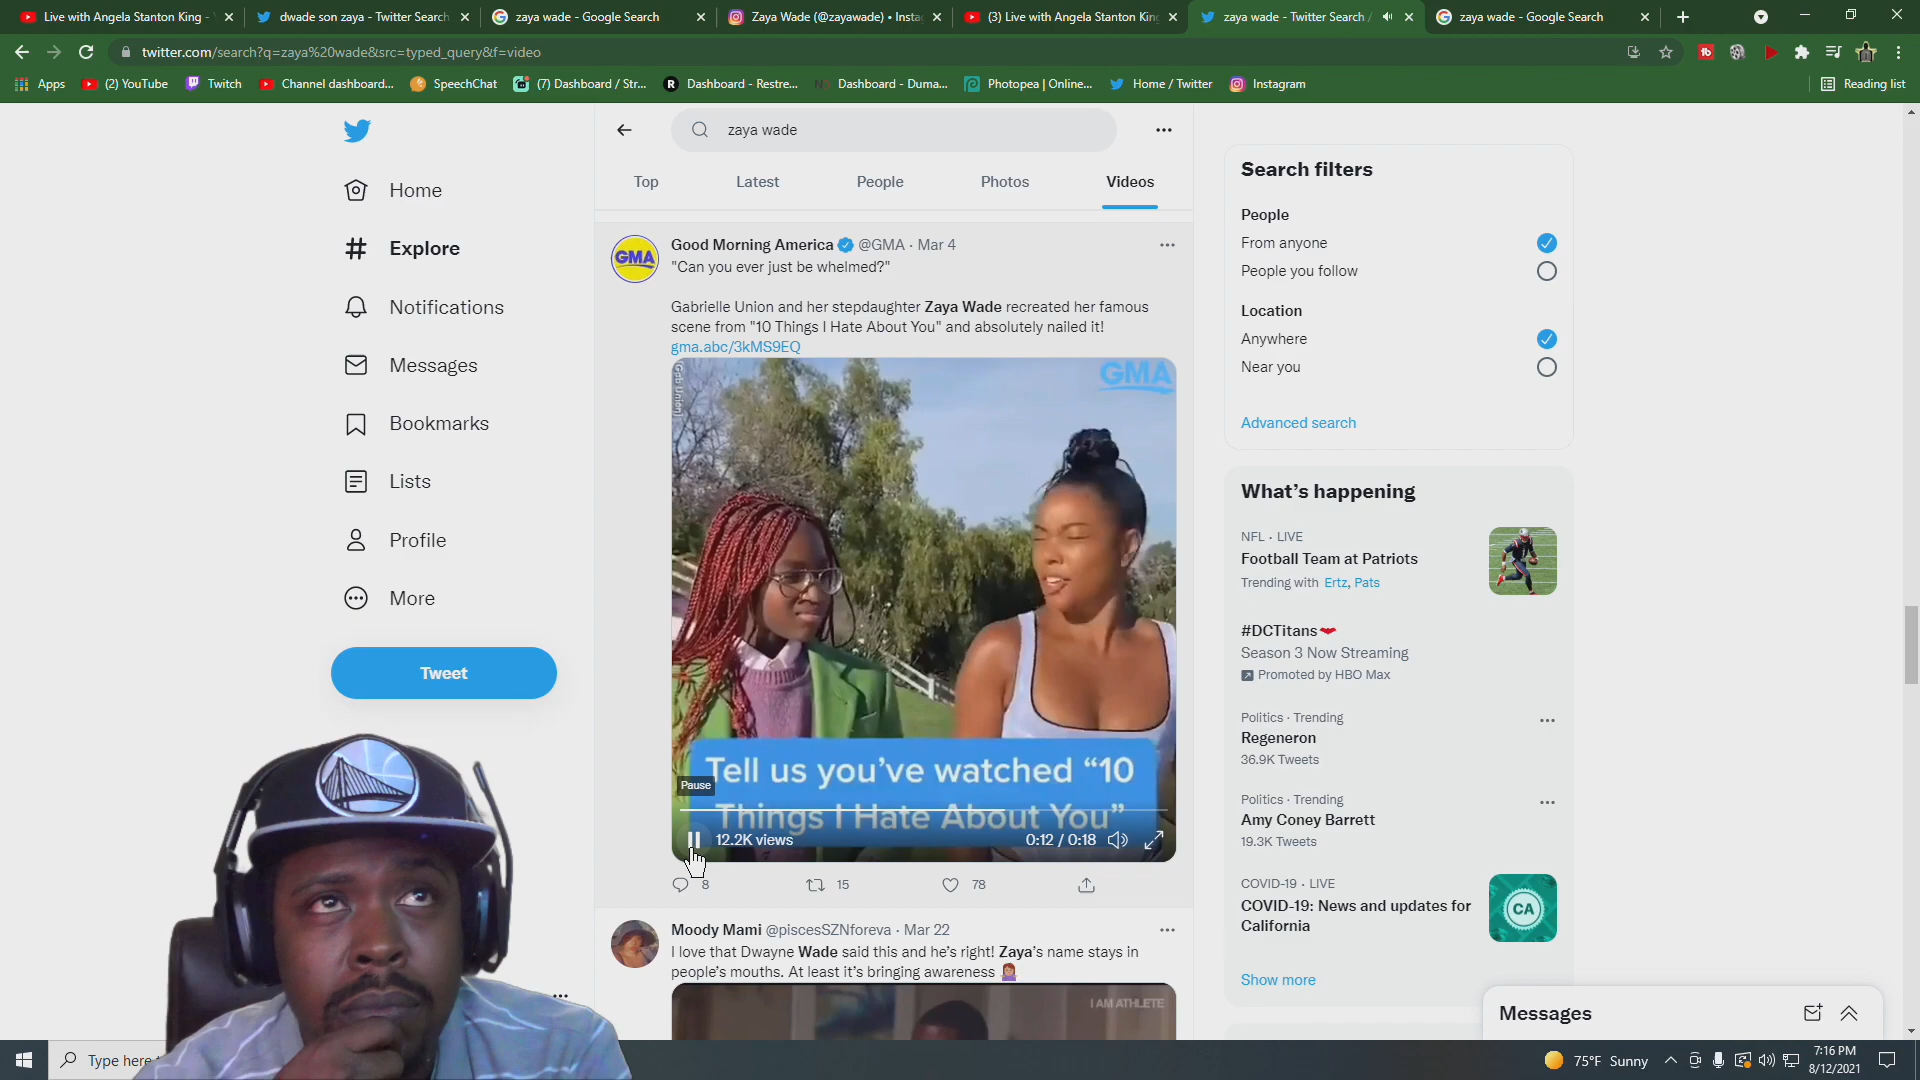 Live with Angela Stanton King -
dwade son zaya - Twitter Search
zaya wade - Google Search
Zaya Wade (@zayawade) • Insta
(3) Live with Angela Stanton King
zaya wade - Twitter Search /
zaya wade - Google Search
twitter.com/search?q=zaya%20wade&src=typed_query&f=video
Apps
(2) YouTube
Twitch
Channel dashboard...
SpeechChat
(7) Dashboard / Str...
Dashboard - Restre...
Dashboard - Duma...
Photopea | Online...
Home / Twitter
Instagram
Reading list
zaya wade
Top
Latest
People
Photos
Videos
Home
Explore
Notifications
Messages
Bookmarks
Lists
Profile
More
Tweet
GMA
Good Morning America @GMA · Mar 4
"Can you ever just be whelmed?"
Gabrielle Union and her stepdaughter Zaya Wade recreated her famous
scene from "10 Things I Hate About You" and absolutely nailed it!
gma.abc/3kMS9EQ
GMA
Tell us you've watched "10
Things I Hate About You"
Pause
12.2K views
0:12 / 0:18
8
15
78
Moody Mami @piscesSZNforeva · Mar 22
I love that Dwayne Wade said this and he's right! Zaya's name stays in
people's mouths. At least it's bringing awareness
I AM ATHLETE
Search filters
People
From anyone
People you follow
Location
Anywhere
Near you
Advanced search
What's happening
NFL · LIVE
Football Team at Patriots
Trending with Ertz, Pats
#DCTitans
Season 3 Now Streaming
Promoted by HBO Max
Politics · Trending
Regeneron
36.9K Tweets
Politics · Trending
Amy Coney Barrett
19.3K Tweets
COVID-19 · LIVE
COVID-19: News and updates for
California
CA
Show more
Messages
Type here
75°F Sunny
7:16 PM
8/12/2021